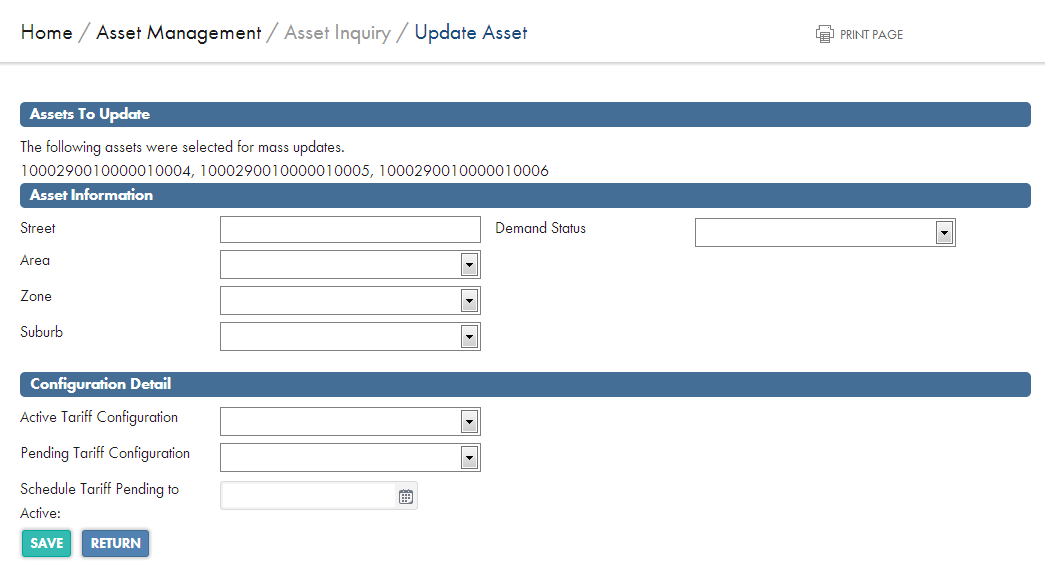 Home / Asset Management / Asset Inquiry / Update Asset
PRINT PAGE
Assets To Update
The following assets were selected for mass updates.
1000290010000010004, 1000290010000010005, 1000290010000010006
Asset Information
Street
Demand Status
Area
Zone
Suburb
Configuration Detail
Active Tariff Configuration
Pending Tariff Configuration
Schedule Tariff Pending to
Active:
SAVE
RETURN